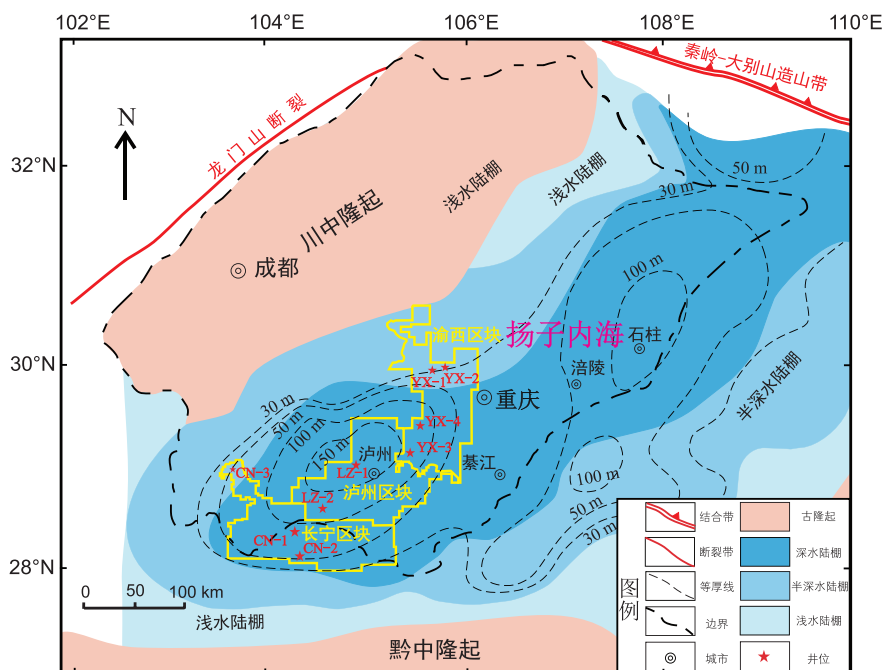 102°E
104°E
106°E
108°E
110°E
秦岭-大别山造山带
N
龙门山断裂
32°N
浅水陆棚
浅水陆棚
50 m
30 m
川中隆起
成都
100 m
渝西区块
扬子内海
石柱
30°N
YX-1
YX-2
涪陵
重庆
半深水陆棚
30 m
50 m
100 m
150 m
YX-4
YX-3
泸州
CN-3
LZ-1
綦江
100 m
泸州区块
LZ-2
50 m
30 m
CN-1
长宁区块
CN-2
28°N
0 50 100 km
浅水陆棚
黔中隆起
图例
结合带
古隆起
断裂带
深水陆棚
等厚线
半深水陆棚
边界
浅水陆棚
城市
井位